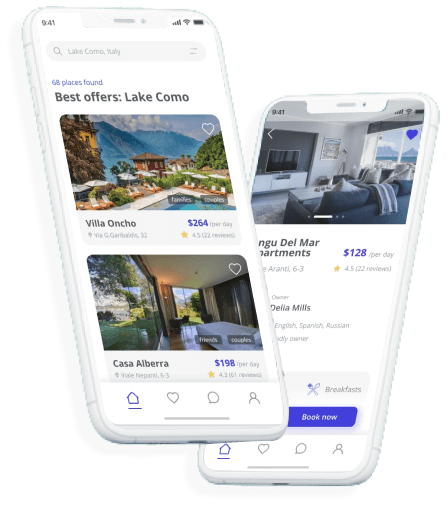 9:41
Lake Como, Italy
68 places found
Best offers: Lake Como
families couples
Villa Oncho $264 /per day
Via G.Garibaldis, 32 4.5 (22 reviews)
friends couples
Casa Alberra $198 /per day
Viale Nepanti, 5-3 4.5 (61 reviews)
9:41
ngu Del Mar
partments $128 /per day
e Aranti, 6-3 4.5 (22 reviews)
Owner
Delia Mills
English, Spanish, Russian
dly owner
Breakfasts
Book now